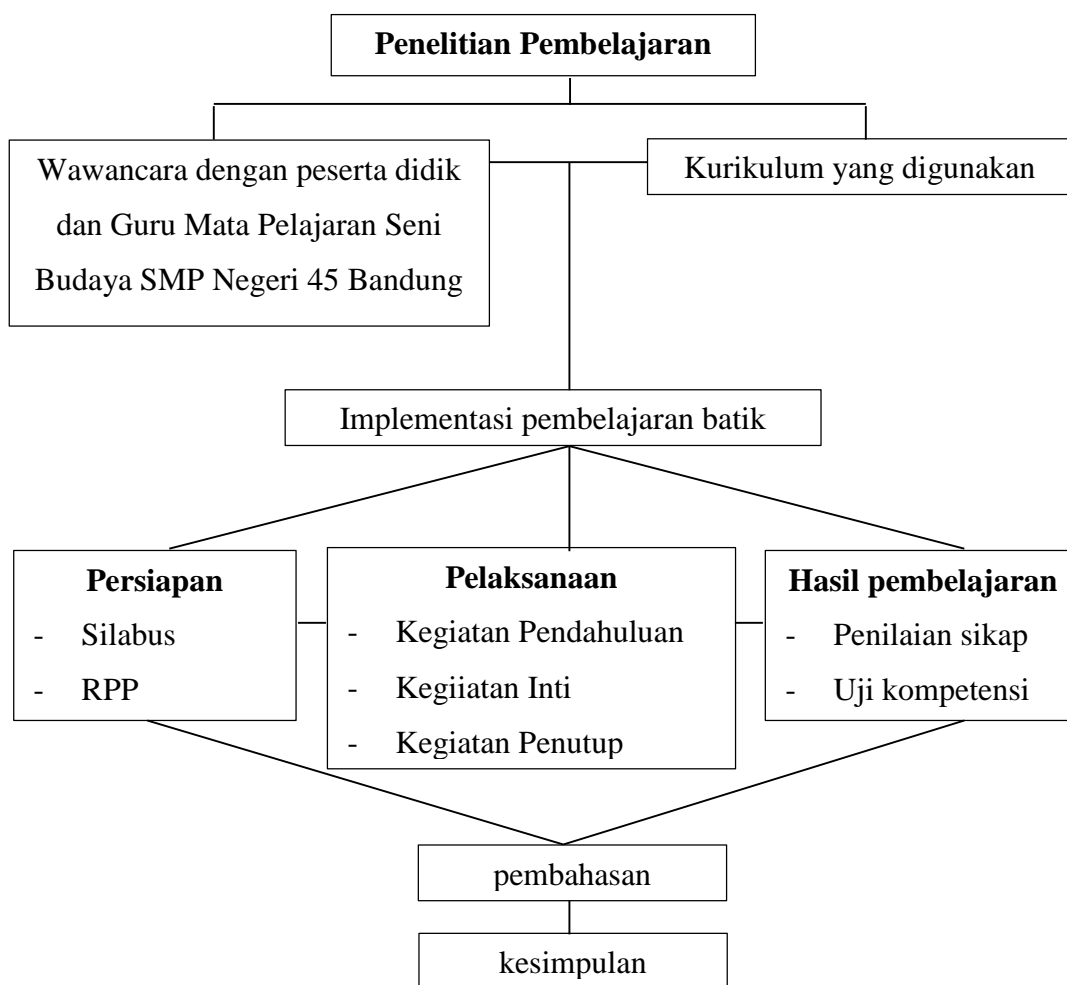 Penelitian Pembelajaran
Wawancara dengan peserta didik
dan Guru Mata Pelajaran Seni
Budaya SMP Negeri 45 Bandung
Kurikulum yang digunakan
Implementasi pembelajaran batik
Persiapan
- Silabus
- RPP
Pelaksanaan
- Kegiatan Pendahuluan
- Kegiiatan Inti
- Kegiatan Penutup
Hasil pembelajaran
- Penilaian sikap
- Uji kompetensi
pembahasan
kesimpulan